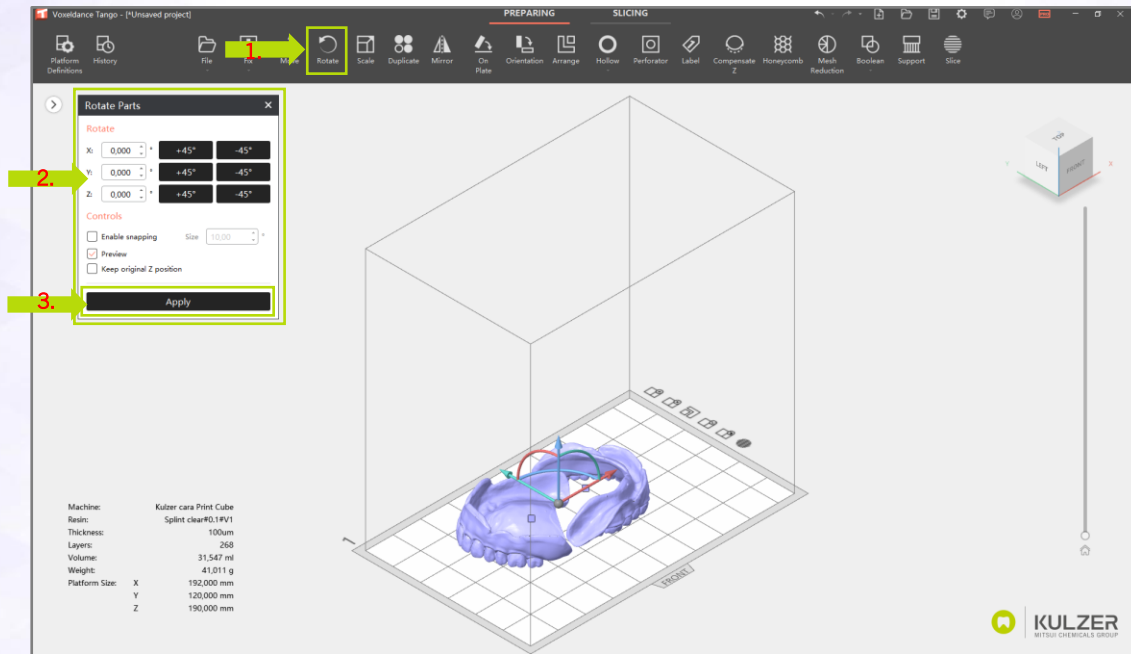 Voxeldance Tango - [*Unsaved project]
PREPARING
SLICING
Platform
Definitions
History
File
1.
Fix
Move
Rotate
Scale
Duplicate
Mirror
On
Plate
Orientation
Arrange
Hollow
Perforator
Label
Compensate
Z
Honeycomb
Mesh
Reduction
Boolean
Support
Slice
Rotate Parts
Rotate
X: 0,000 ° +45° -45°
2.
Y: 0,000 ° +45° -45°
Z: 0,000 ° +45° -45°
Controls
Enable snapping Size 10,00 °
Preview
Keep original Z position
3.
Apply
TOP
LEFT
FRONT
Y
X
1
FRONT
Machine: Kulzer cara Print Cube
Resin: Splint clear#0.1#V1
Thickness: 100um
Layers: 268
Volume: 31,547 ml
Weight: 41,011 g
Platform Size: X 192,000 mm
Y 120,000 mm
Z 190,000 mm
KULZER
MITSUI CHEMICALS GROUP